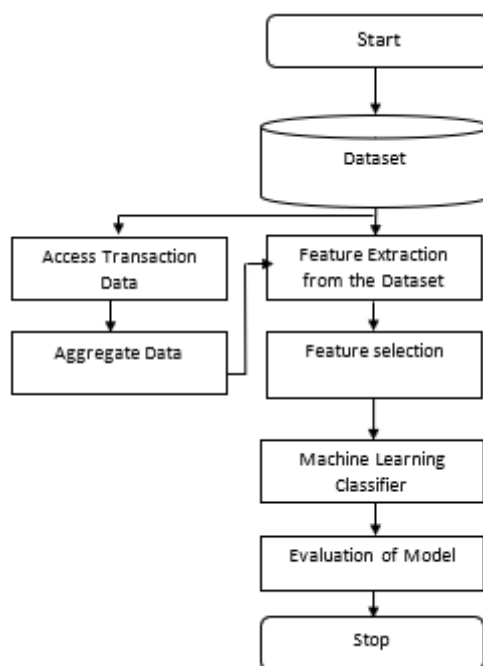 Start
Dataset
Access Transaction
Data
Aggregate Data
Feature Extraction
from the Dataset
Feature selection
Machine Learning
Classifier
Evaluation of Model
Stop